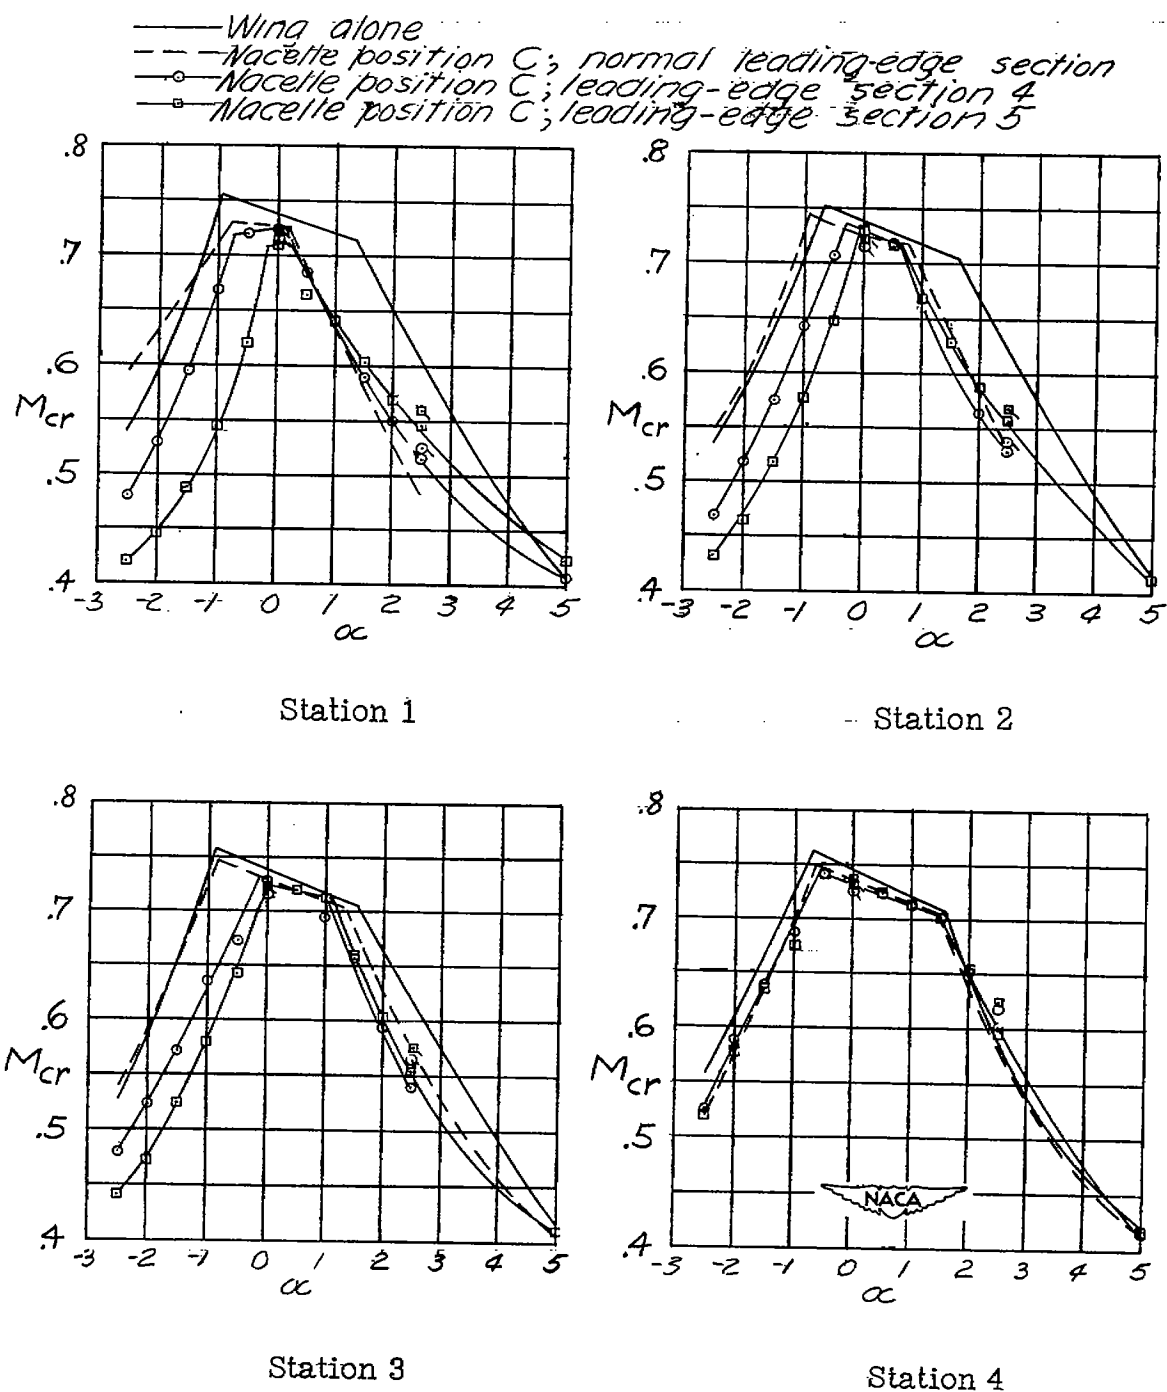 Wing alone
Nacelle position C; normal leading-edge section
Nacelle position C; leading-edge section 4
Nacelle position C; leading-edge section 5
.8
.7
.6
Mcr
.5
.4
-3 -2 -1 0 1 2 3 4 5
α
Station 1
.8
.7
.6
Mcr
.5
.4
-3 -2 -1 0 1 2 3 4 5
α
Station 2
.8
.7
.6
Mcr
.5
.4
-3 -2 -1 0 1 2 3 4 5
α
Station 3
.8
.7
.6
Mcr
.5
NACA
.4
-3 -2 -1 0 1 2 3 4 5
α
Station 4